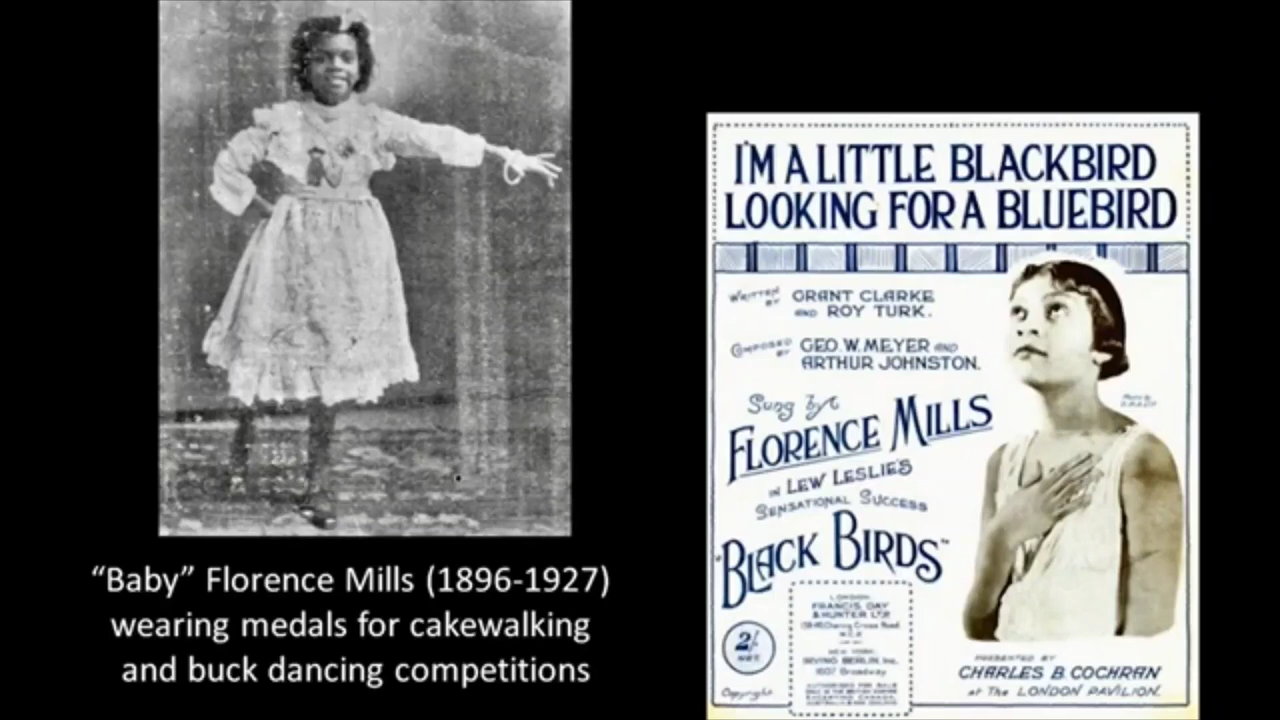 “Baby” Florence Mills (1896-1927)
wearing medals for cakewalking
and buck dancing competitions
I'M A LITTLE BLACKBIRD
LOOKING FOR A BLUEBIRD
WRITTEN BY GRANT CLARKE
AND ROY TURK.
COMPOSED BY GEO. W. MEYER AND
ARTHUR JOHNSTON.
Sung by
FLORENCE MILLS
IN LEW LESLIE'S
SENSATIONAL SUCCESS
"BLACK BIRDS"
LONDON:
FRANCIS, DAY
& HUNTER LTD
NEW YORK:
IRVING BERLIN, Inc.
1607 Broadway
2/-
NET
Copyright
PRESENTED BY
CHARLES B. COCHRAN
at The LONDON PAVILION.